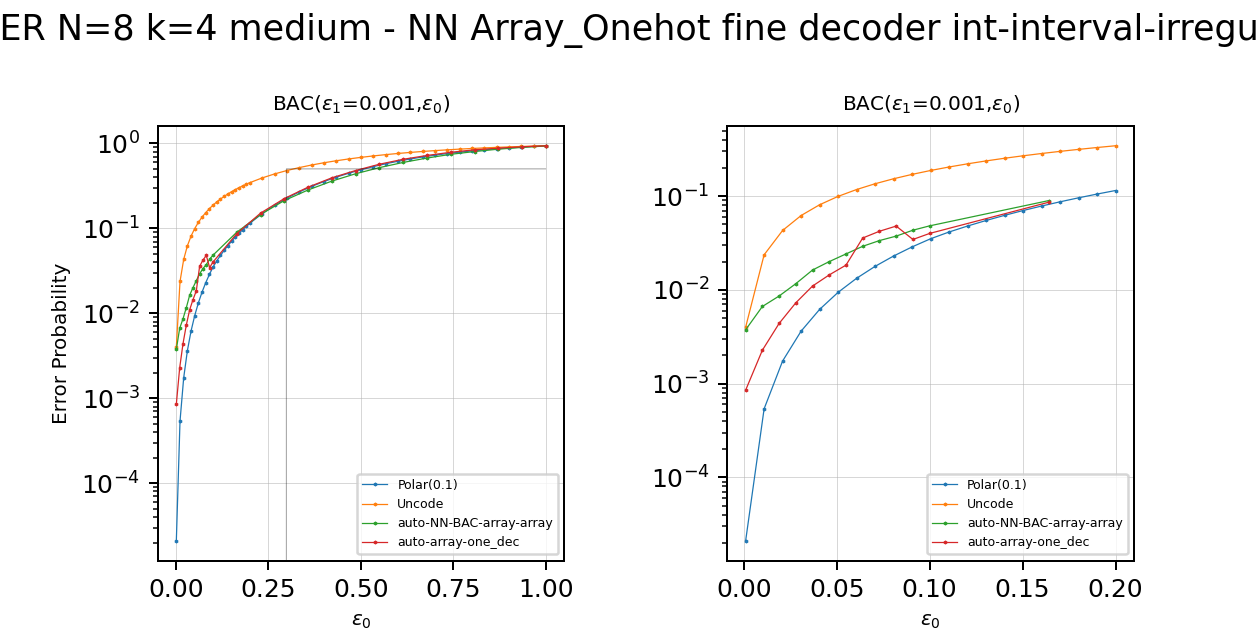 ER N=8 k=4 medium - NN Array_Onehot fine decoder int-interval-irregu
BAC(ε₁=0.001,ε₀)
Error Probability
10⁰
10⁻¹
10⁻²
10⁻³
10⁻⁴
0.00 0.25 0.50 0.75 1.00
ε₀
Polar(0.1)
Uncode
auto-NN-BAC-array-array
auto-array-one_dec
BAC(ε₁=0.001,ε₀)
10⁻¹
10⁻²
10⁻³
10⁻⁴
0.00 0.05 0.10 0.15 0.20
ε₀
Polar(0.1)
Uncode
auto-NN-BAC-array-array
auto-array-one_dec